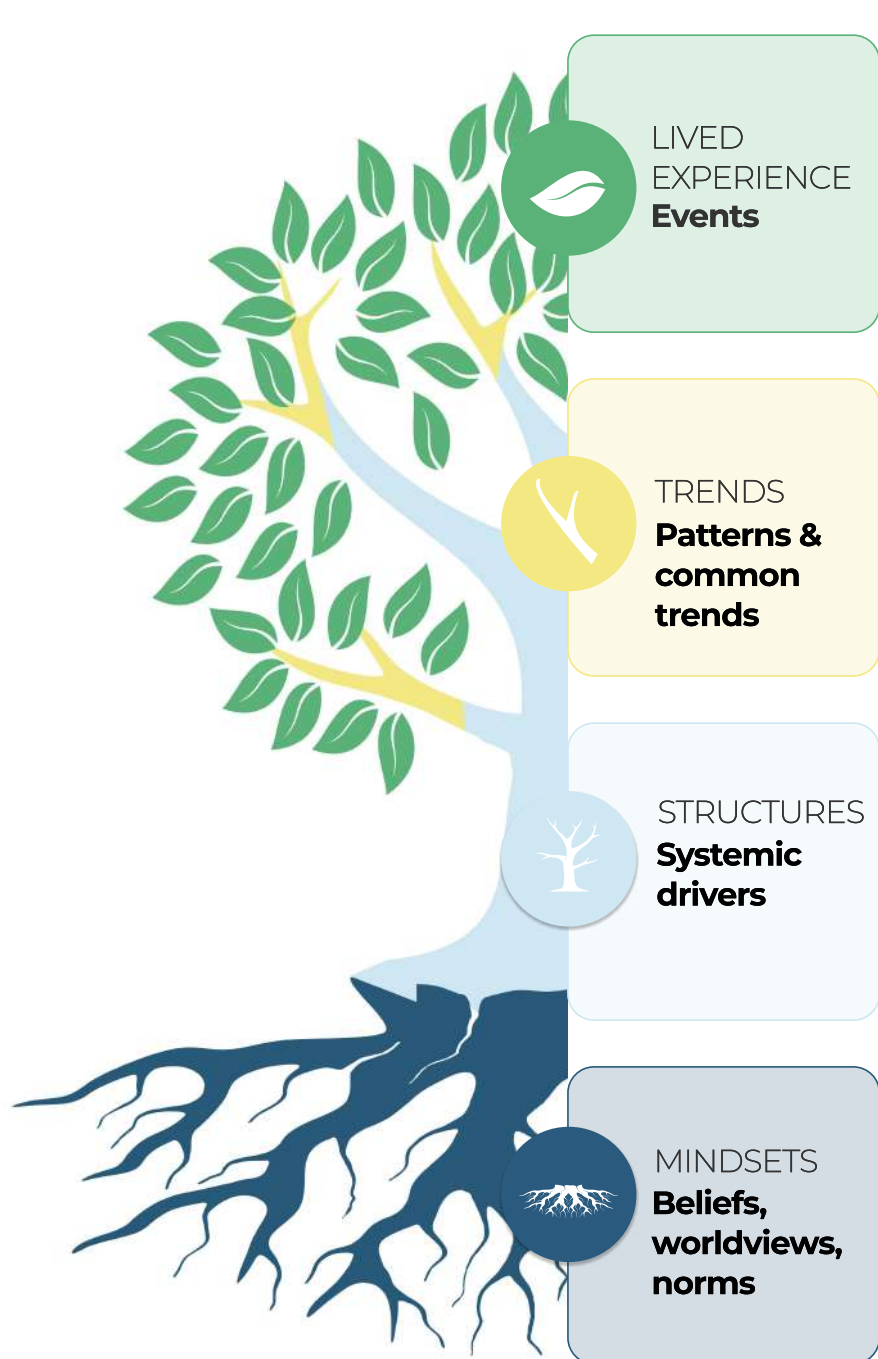 LIVED
EXPERIENCE
Events
TRENDS
Patterns &
common
trends
STRUCTURES
Systemic
drivers
MINDSETS
Beliefs,
worldviews,
norms